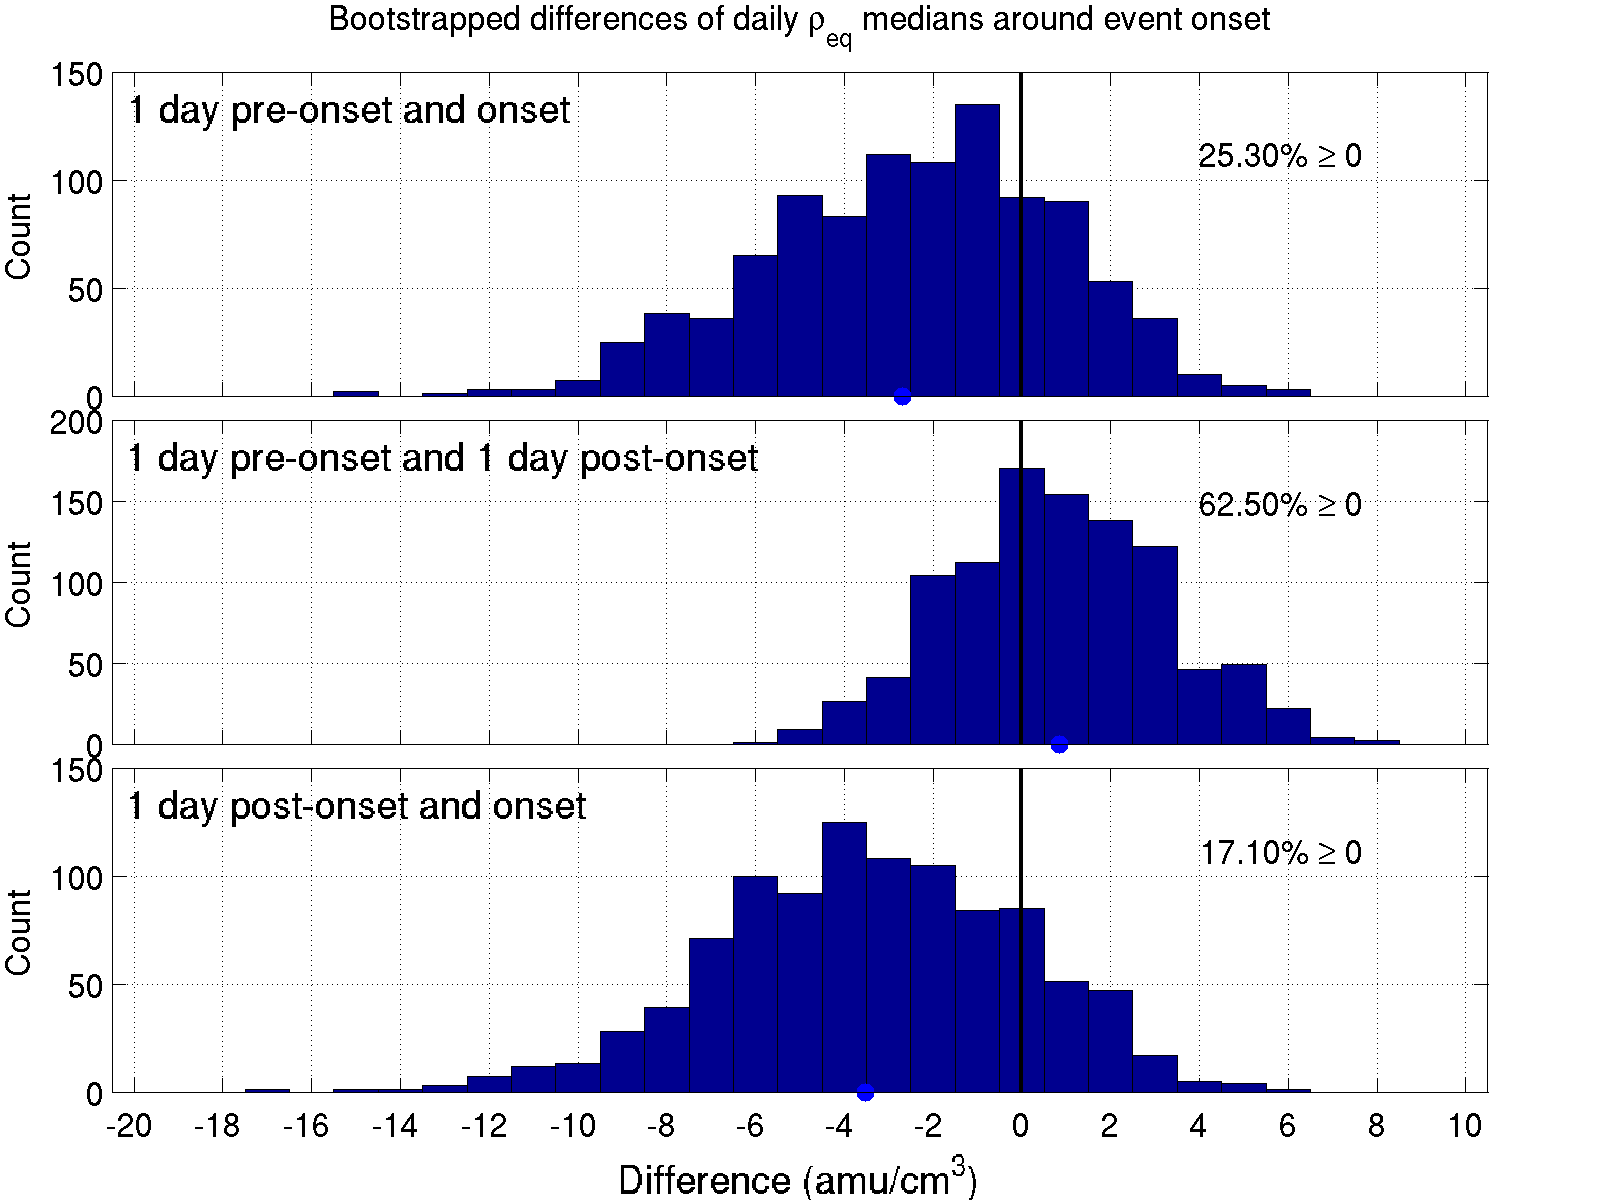 Bootstrapped differences of daily ρeq medians around event onset
150
1 day pre-onset and onset
25.30% ≥ 0
100
Count
50
0
200
1 day pre-onset and 1 day post-onset
62.50% ≥ 0
150
Count
100
50
0
150
1 day post-onset and onset
17.10% ≥ 0
100
Count
50
0
-20 -18 -16 -14 -12 -10 -8 -6 -4 -2 0 2 4 6 8 10
Difference (amu/cm³)